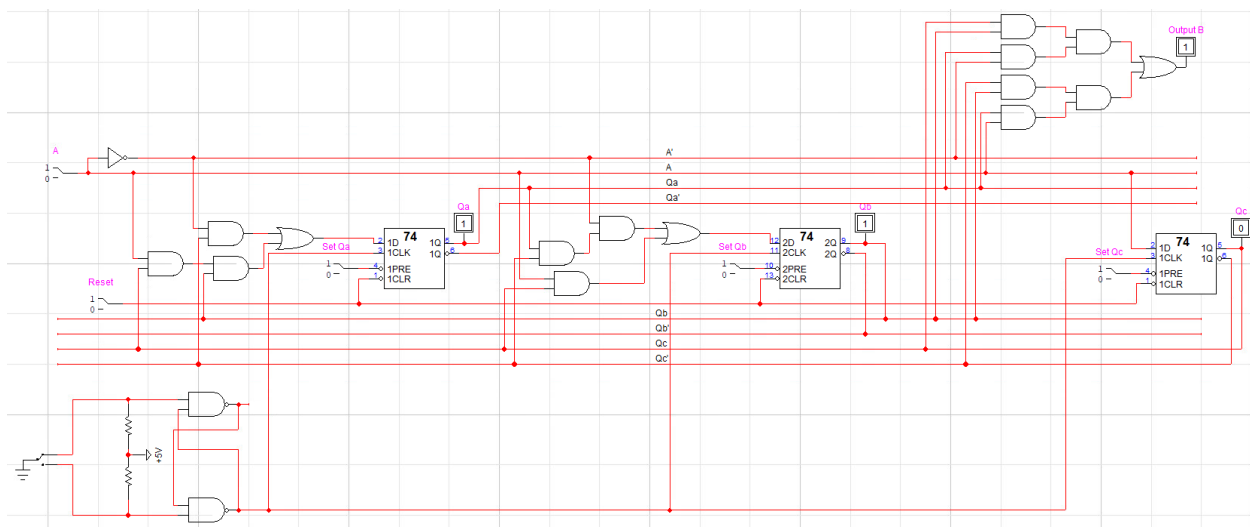 Output B
1
A
1
0
A'
A
Qa
Qa'
Qa
1
Qb
1
Qc
0
74
2 1D 1Q 5
3 1CLK 1Q 6
4 1PRE
1 1CLR
Set Qa
1
0
74
12 2D 2Q 9
11 2CLK 2Q 8
10 2PRE
13 2CLR
Set Qb
1
0
74
2 1D 1Q 5
3 1CLK 1Q 6
4 1PRE
1 1CLR
Set Qc
1
0
Reset
1
0
Qb
Qb'
Qc
Qc'
+5V